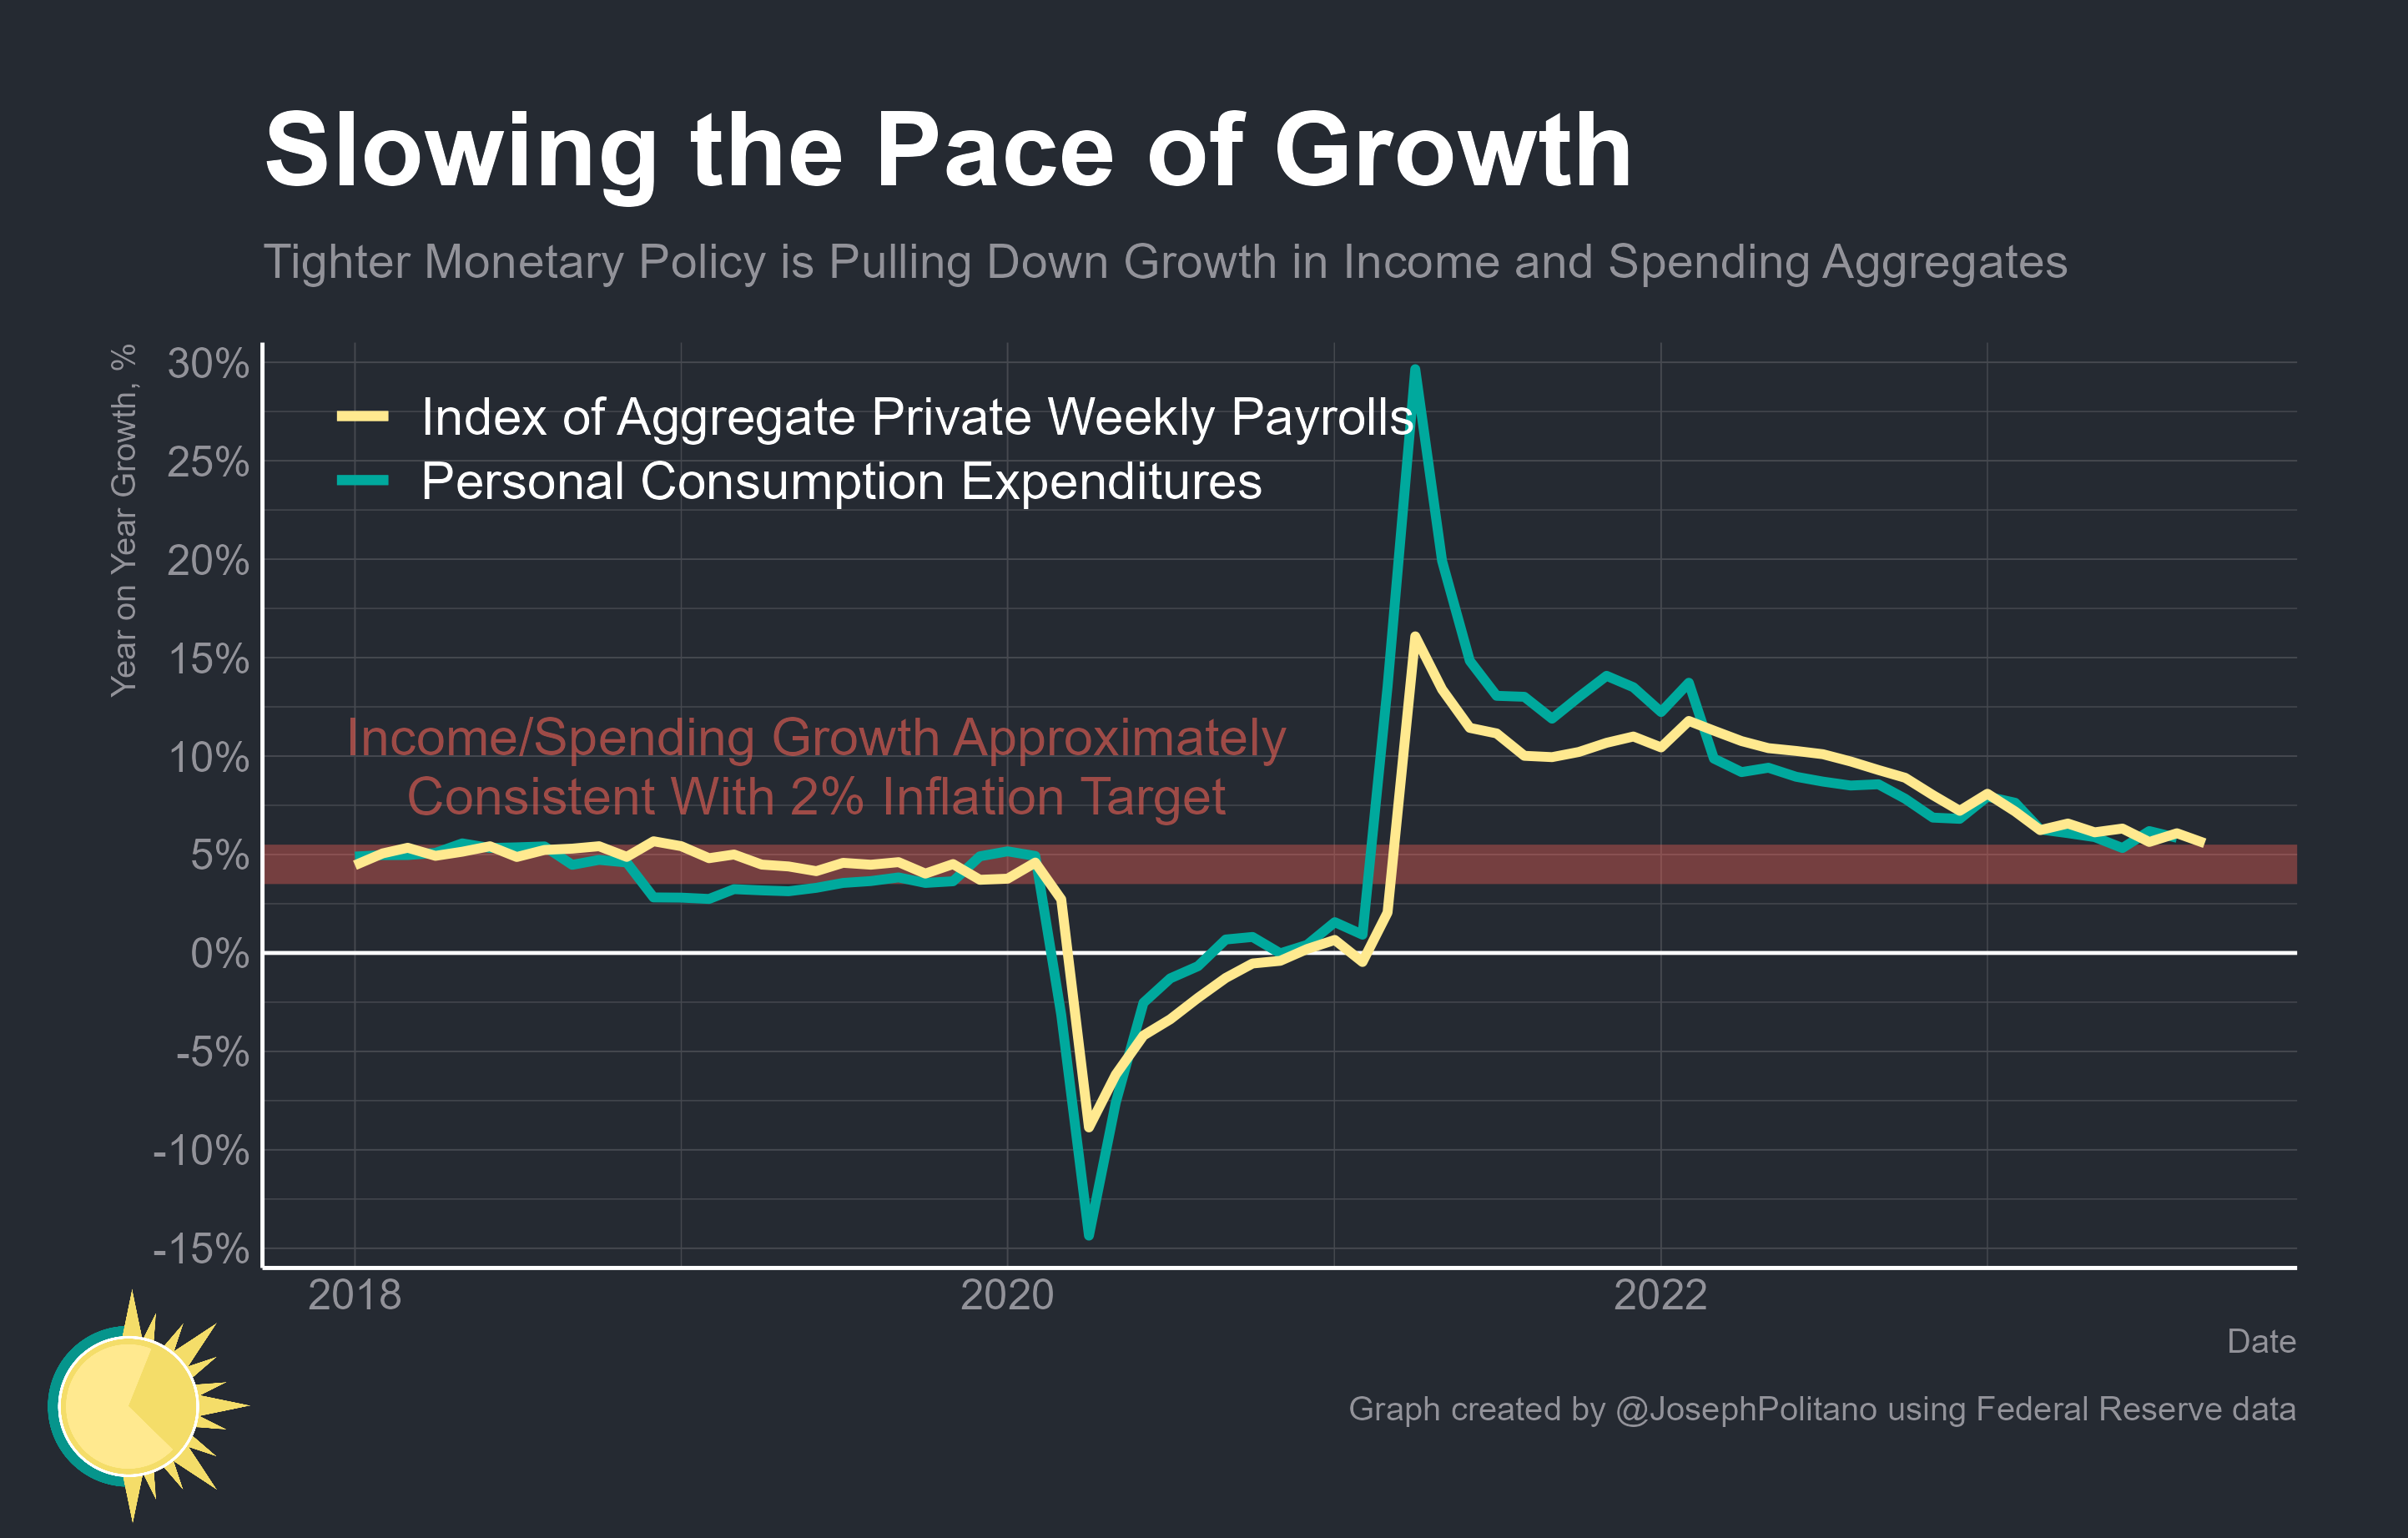 Slowing the Pace of Growth
Tighter Monetary Policy is Pulling Down Growth in Income and Spending Aggregates
Year on Year Growth, %
30%
25%
20%
15%
10%
5%
0%
-5%
-10%
-15%
Index of Aggregate Private Weekly Payrolls
Personal Consumption Expenditures
Income/Spending Growth Approximately
Consistent With 2% Inflation Target
2018
2020
2022
Date
Graph created by @JosephPolitano using Federal Reserve data